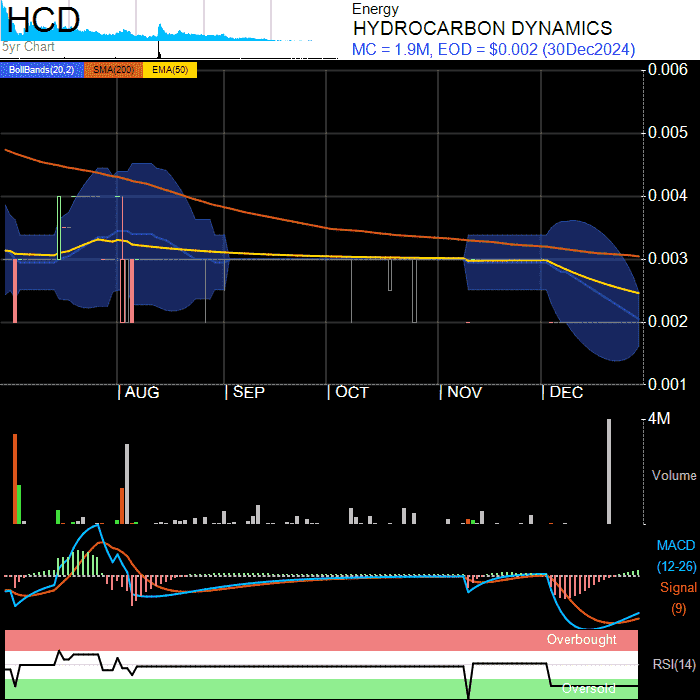 HCD
5yr Chart
Energy
HYDROCARBON DYNAMICS
MC = 1.9M, EOD = $0.002 (30Dec2024)
BollBands(20,2) SMA(200) EMA(50)
0.006
0.005
0.004
0.003
0.002
0.001
AUG SEP OCT NOV DEC
4M
Volume
MACD
(12-26)
Signal
(9)
Overbought
RSI(14)
Oversold